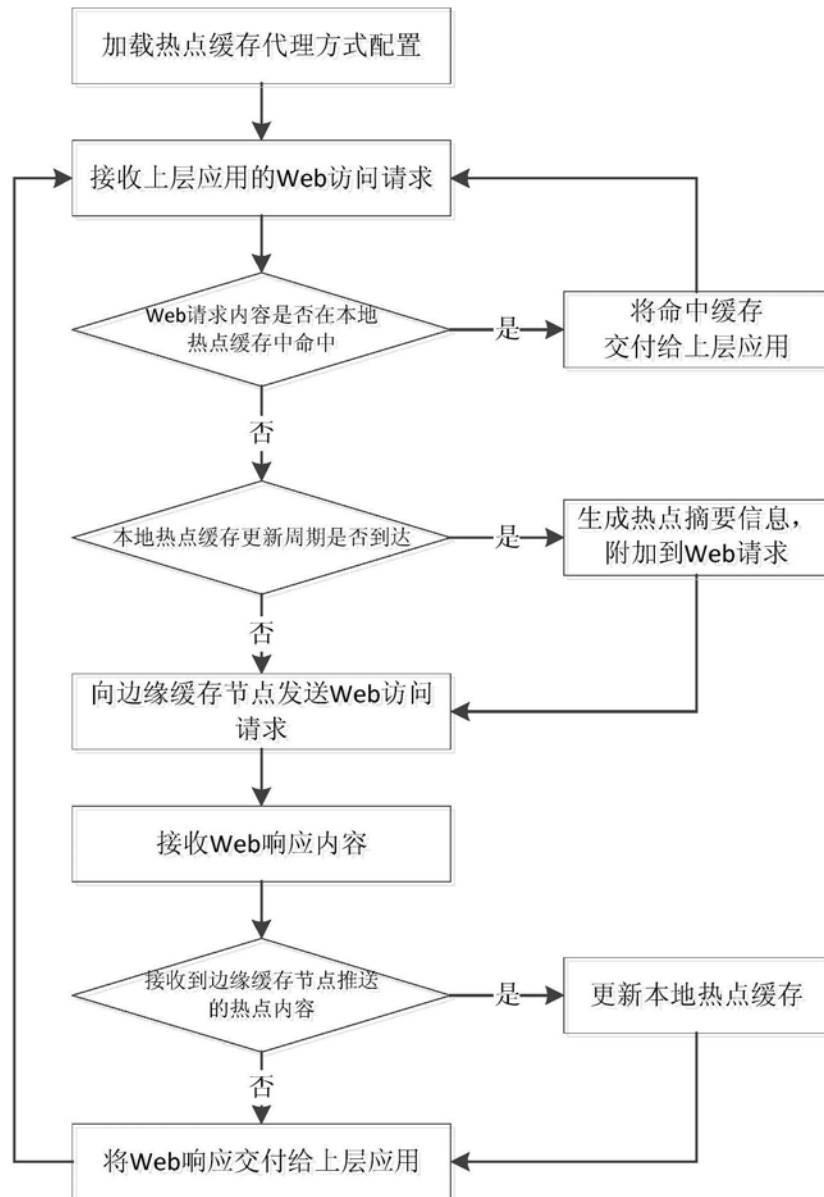 加载热点缓存代理方式配置
接收上层应用的Web访问请求
Web请求内容是否在本地
热点缓存中命中
是
将命中缓存
交付给上层应用
否
本地热点缓存更新周期是否到达
是
生成热点摘要信息，
附加到Web请求
否
向边缘缓存节点发送Web访问
请求
接收Web响应内容
接收到边缘缓存节点推送
的热点内容
是
更新本地热点缓存
否
将Web响应交付给上层应用